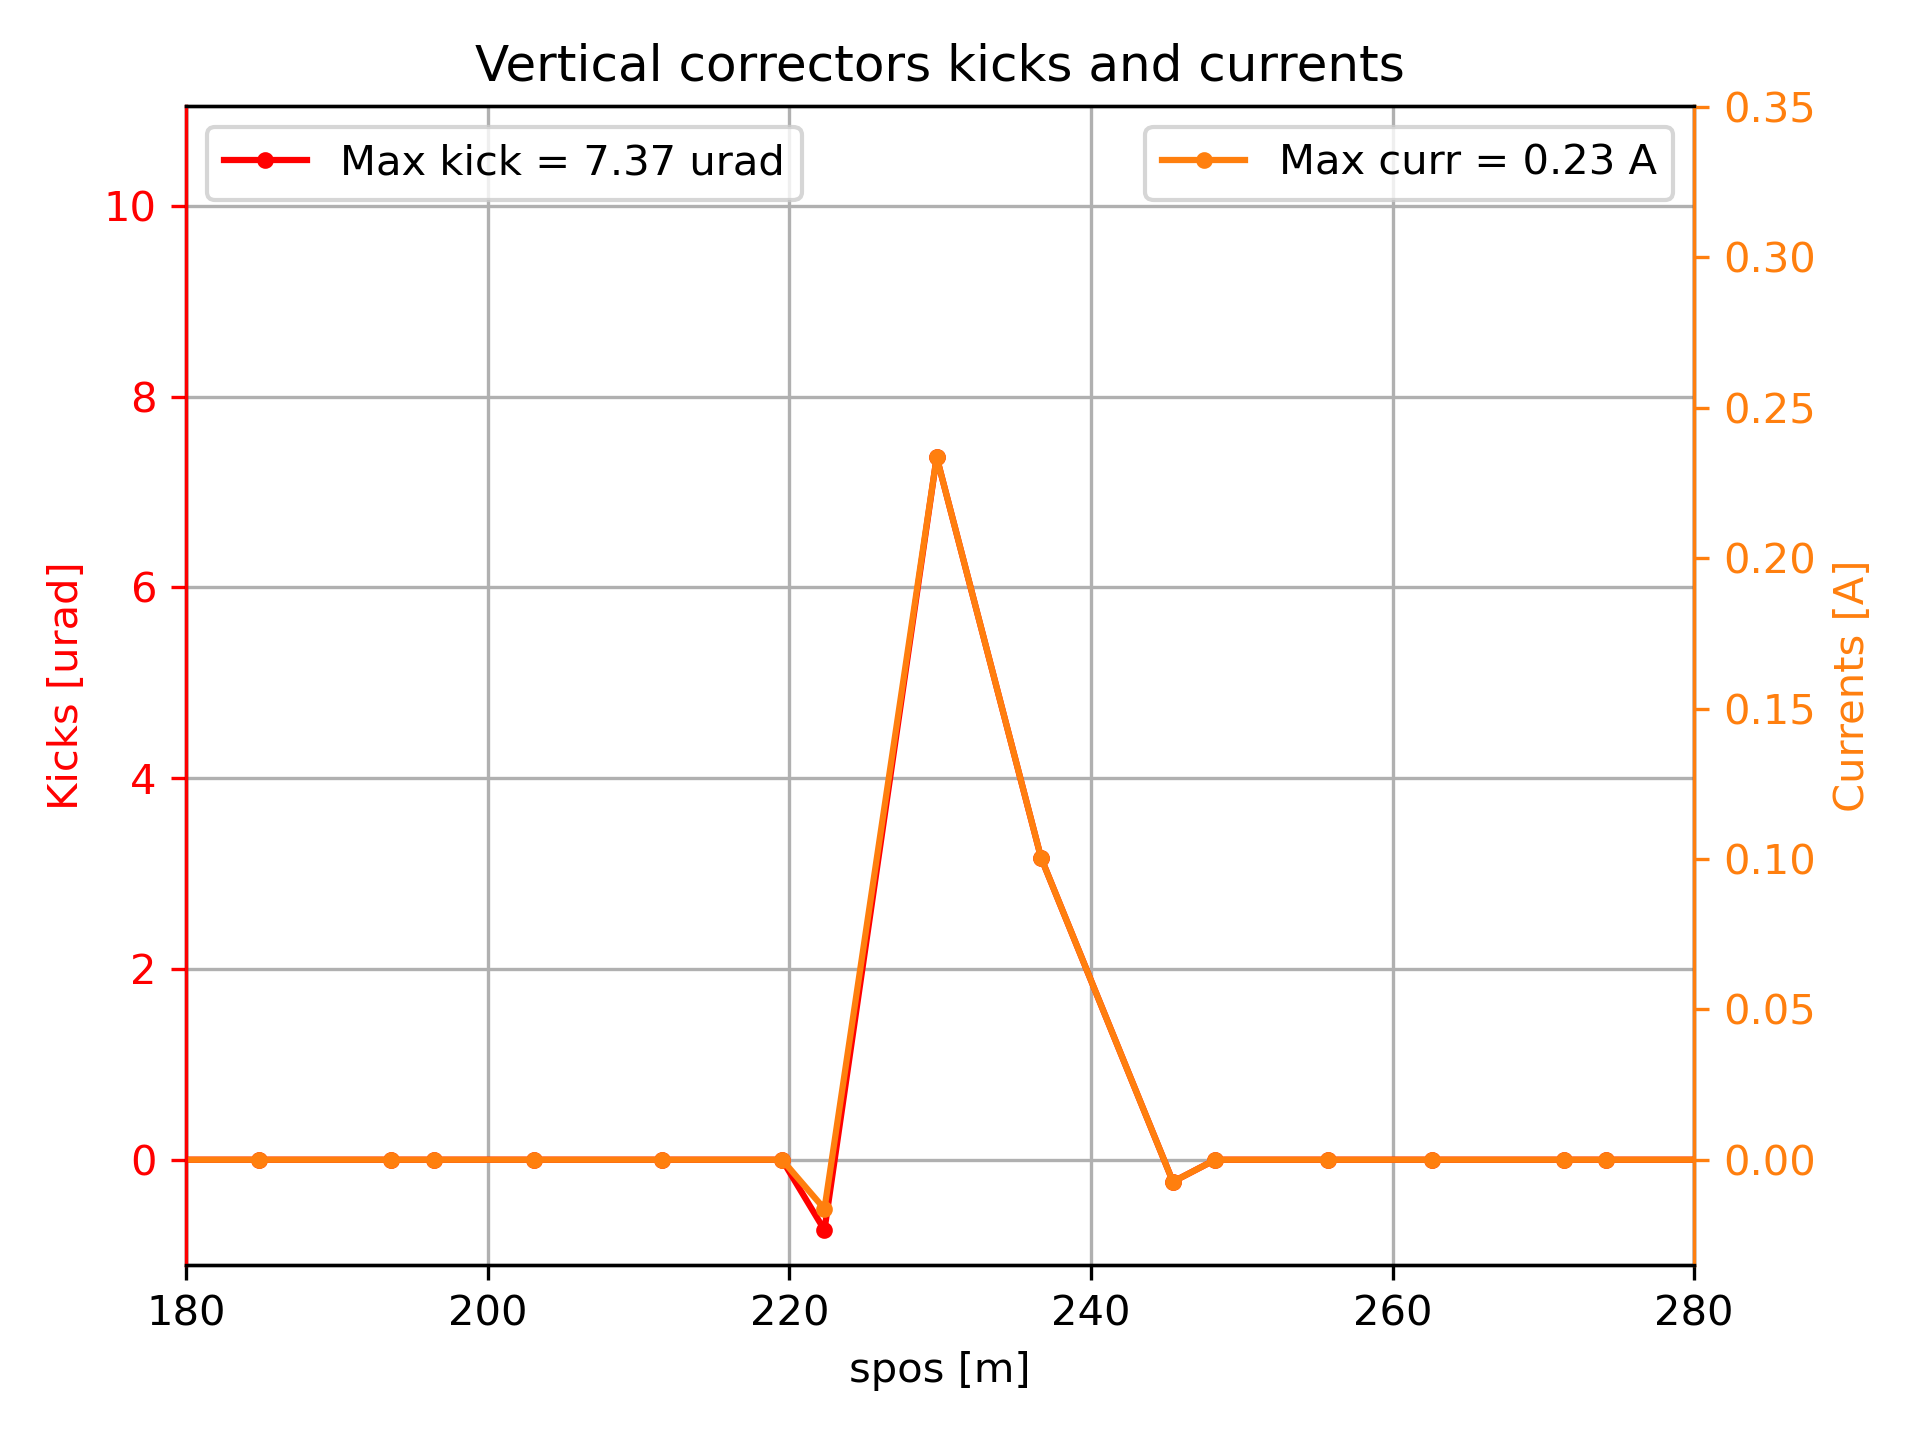 Vertical correctors kicks and currents
Max kick = 7.37 urad
Max curr = 0.23 A
Kicks [urad]
10
8
6
4
2
0
0.35
0.30
0.25
0.20
0.15
0.10
0.05
0.00
Currents [A]
180 200 220 240 260 280
spos [m]